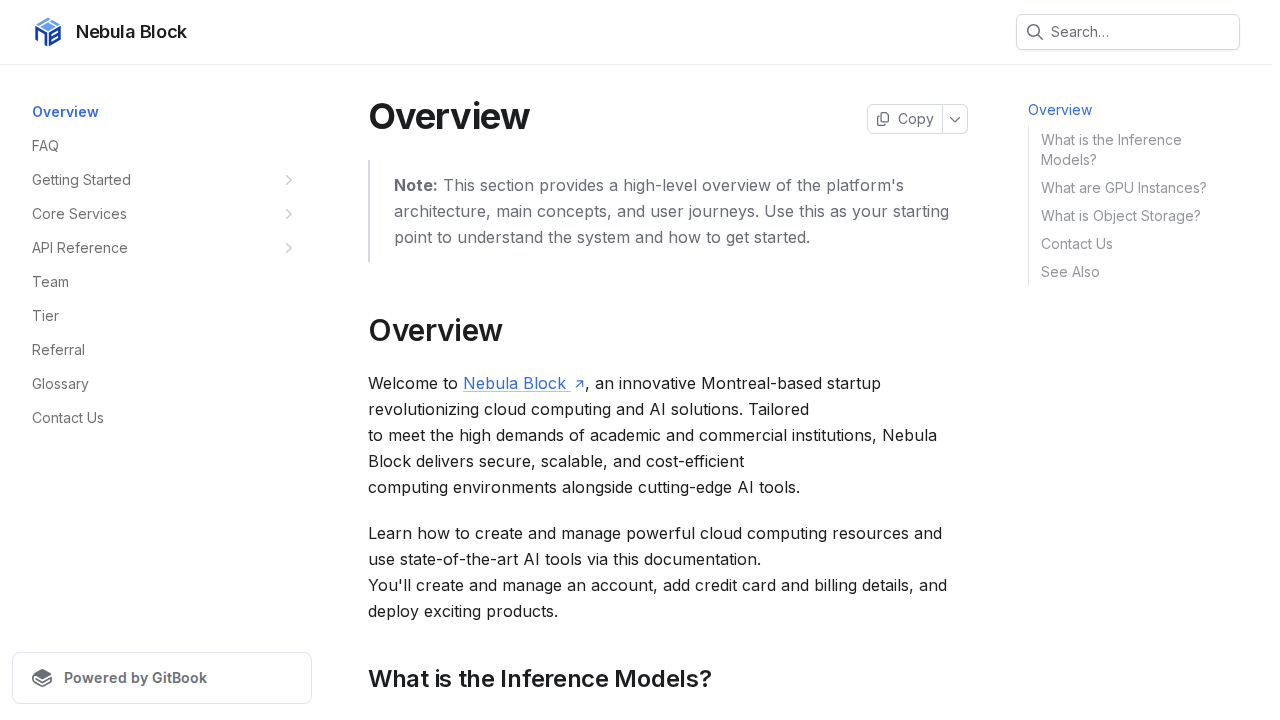 Nebula Block
Search…
Overview
FAQ
Getting Started
Core Services
API Reference
Team
Tier
Referral
Glossary
Contact Us
Powered by GitBook
Overview
Copy
Note: This section provides a high-level overview of the platform's
architecture, main concepts, and user journeys. Use this as your starting
point to understand the system and how to get started.
Overview
Welcome to Nebula Block , an innovative Montreal-based startup
revolutionizing cloud computing and AI solutions. Tailored
to meet the high demands of academic and commercial institutions, Nebula
Block delivers secure, scalable, and cost-efficient
computing environments alongside cutting-edge AI tools.
Learn how to create and manage powerful cloud computing resources and
use state-of-the-art AI tools via this documentation.
You'll create and manage an account, add credit card and billing details, and
deploy exciting products.
What is the Inference Models?
Overview
What is the Inference
Models?
What are GPU Instances?
What is Object Storage?
Contact Us
See Also